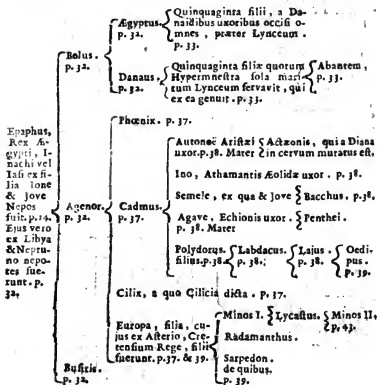 Epaphus,
Rex Æ-
gypti, I-
nachi vel
Iasi ex fi-
lia Ione
& Jove
Nepos
fuit. p.24.
Ejus vero
ex Libya
& Neptu-
no nepo-
tes fue-
runt. p.
32.
Belus.
p. 32.
Ægyptus.
p. 32.
Quinquaginta filii, a Da-
naidibus uxoribus occisi o-
mnes, præter Lynceum.
p. 33.
Danaus.
p. 32.
Quinquaginta filiæ quorum
Hypermnestra sola mari-
tum Lynceum servavit, qui
ex ea genuit. p. 33.
Abantem,
p. 33.
Agenor.
p. 32.
Phœnix. p. 37.
Cadmus.
p. 37.
Autonoë Aristæi
uxor. p. 38. Mater
Actæonis, qui a Diana
in cervum mutatus est.
Ino, Athamantis Æolidæ uxor. p. 38.
Semele, ex qua & Jove Bacchus. p.38.
Agave, Echionis uxor.
p. 38. Mater
Penthei.
Polydorus.
filius. p.38.
Labdacus.
p. 38.
Lajus.
p. 38.
Oedi-
pus.
p. 39.
Cilix, a quo Cilicia dicta. p. 37.
Europa, filia, cu-
jus ex Asterio, Cre-
tensium Rege, filii
fuerunt. p.37. & 39.
Minos I. Lycastus. Minos II,
p. 43.
Radamanthus.
Sarpedon.
de quibus.
p. 39.
Busiris.
p. 32.